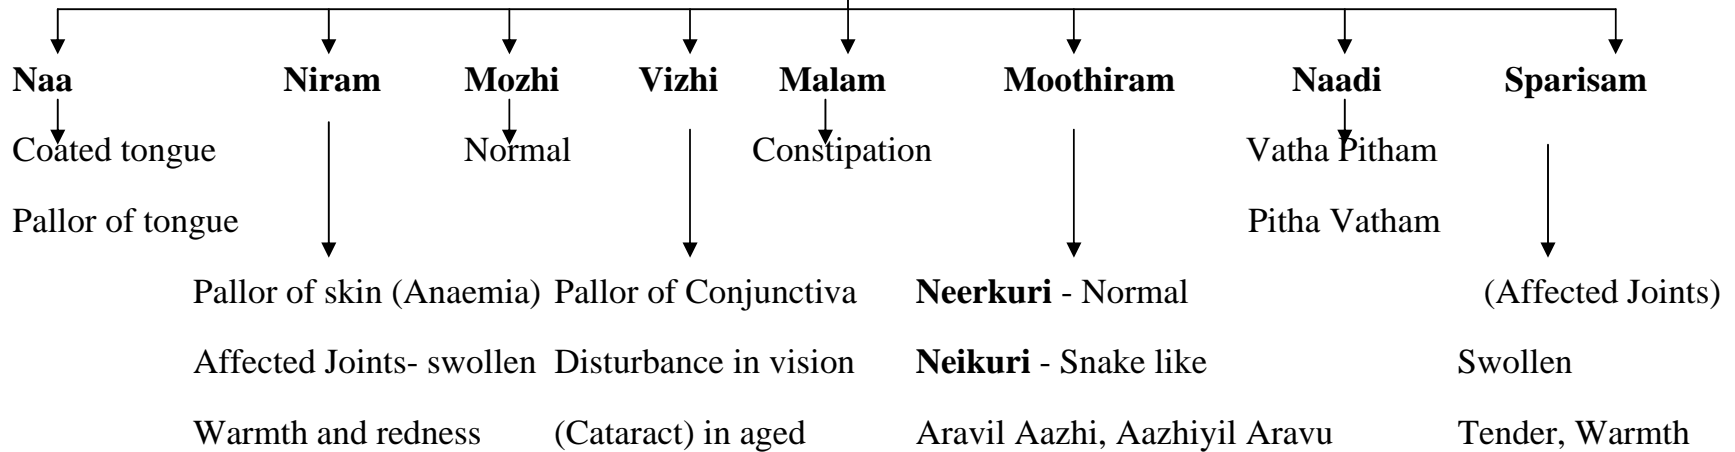 Naa Niram Mozhi Vizhi Malam Moothiram Naadi Sparisam
Coated tongue Normal Constipation Vatha Pitham
Pallor of tongue Pitha Vatham
Pallor of skin (Anaemia) Pallor of Conjunctiva Neerkuri - Normal (Affected Joints)
Affected Joints- swollen Disturbance in vision Neikuri - Snake like Swollen
Warmth and redness (Cataract) in aged Aravil Aazhi, Aazhiyil Aravu Tender, Warmth